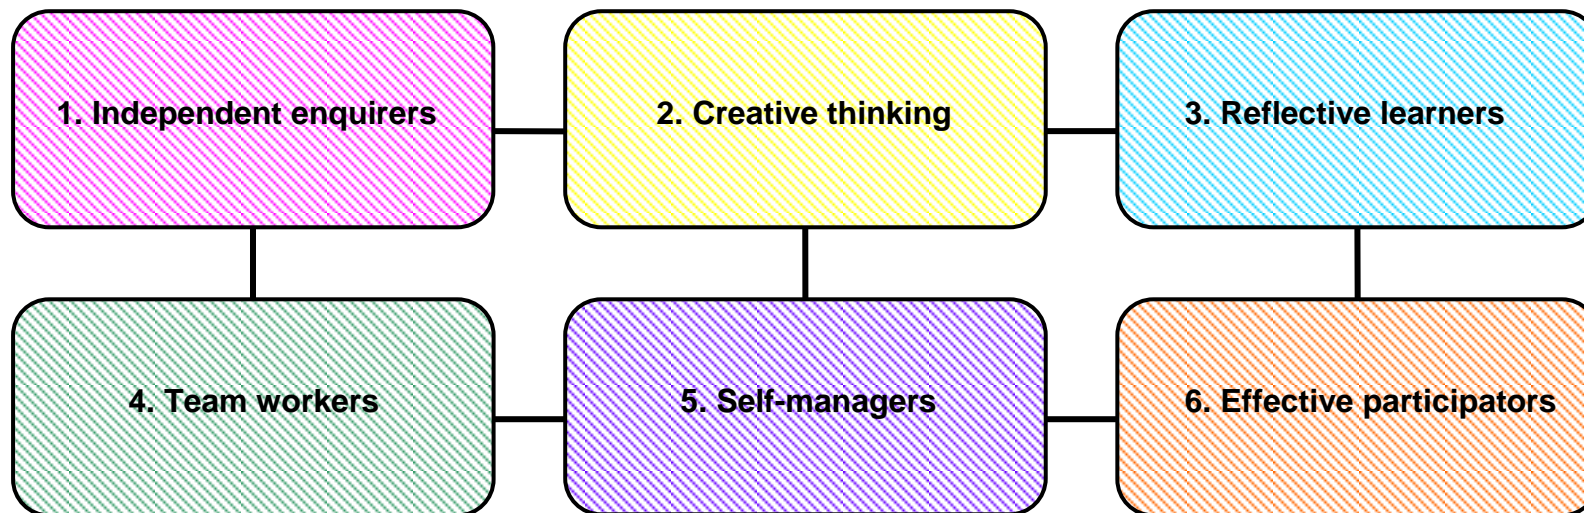 1. Independent enquirers
2. Creative thinking
3. Reflective learners
4. Team workers
5. Self-managers
6. Effective participators